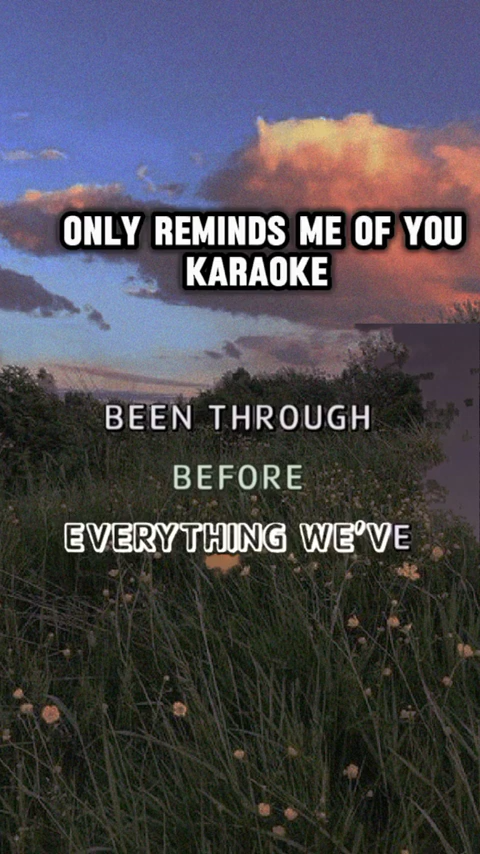 ONLY REMINDS ME OF YOU
KARAOKE
BEEN THROUGH
BEFORE
EVERYTHING WE'VE